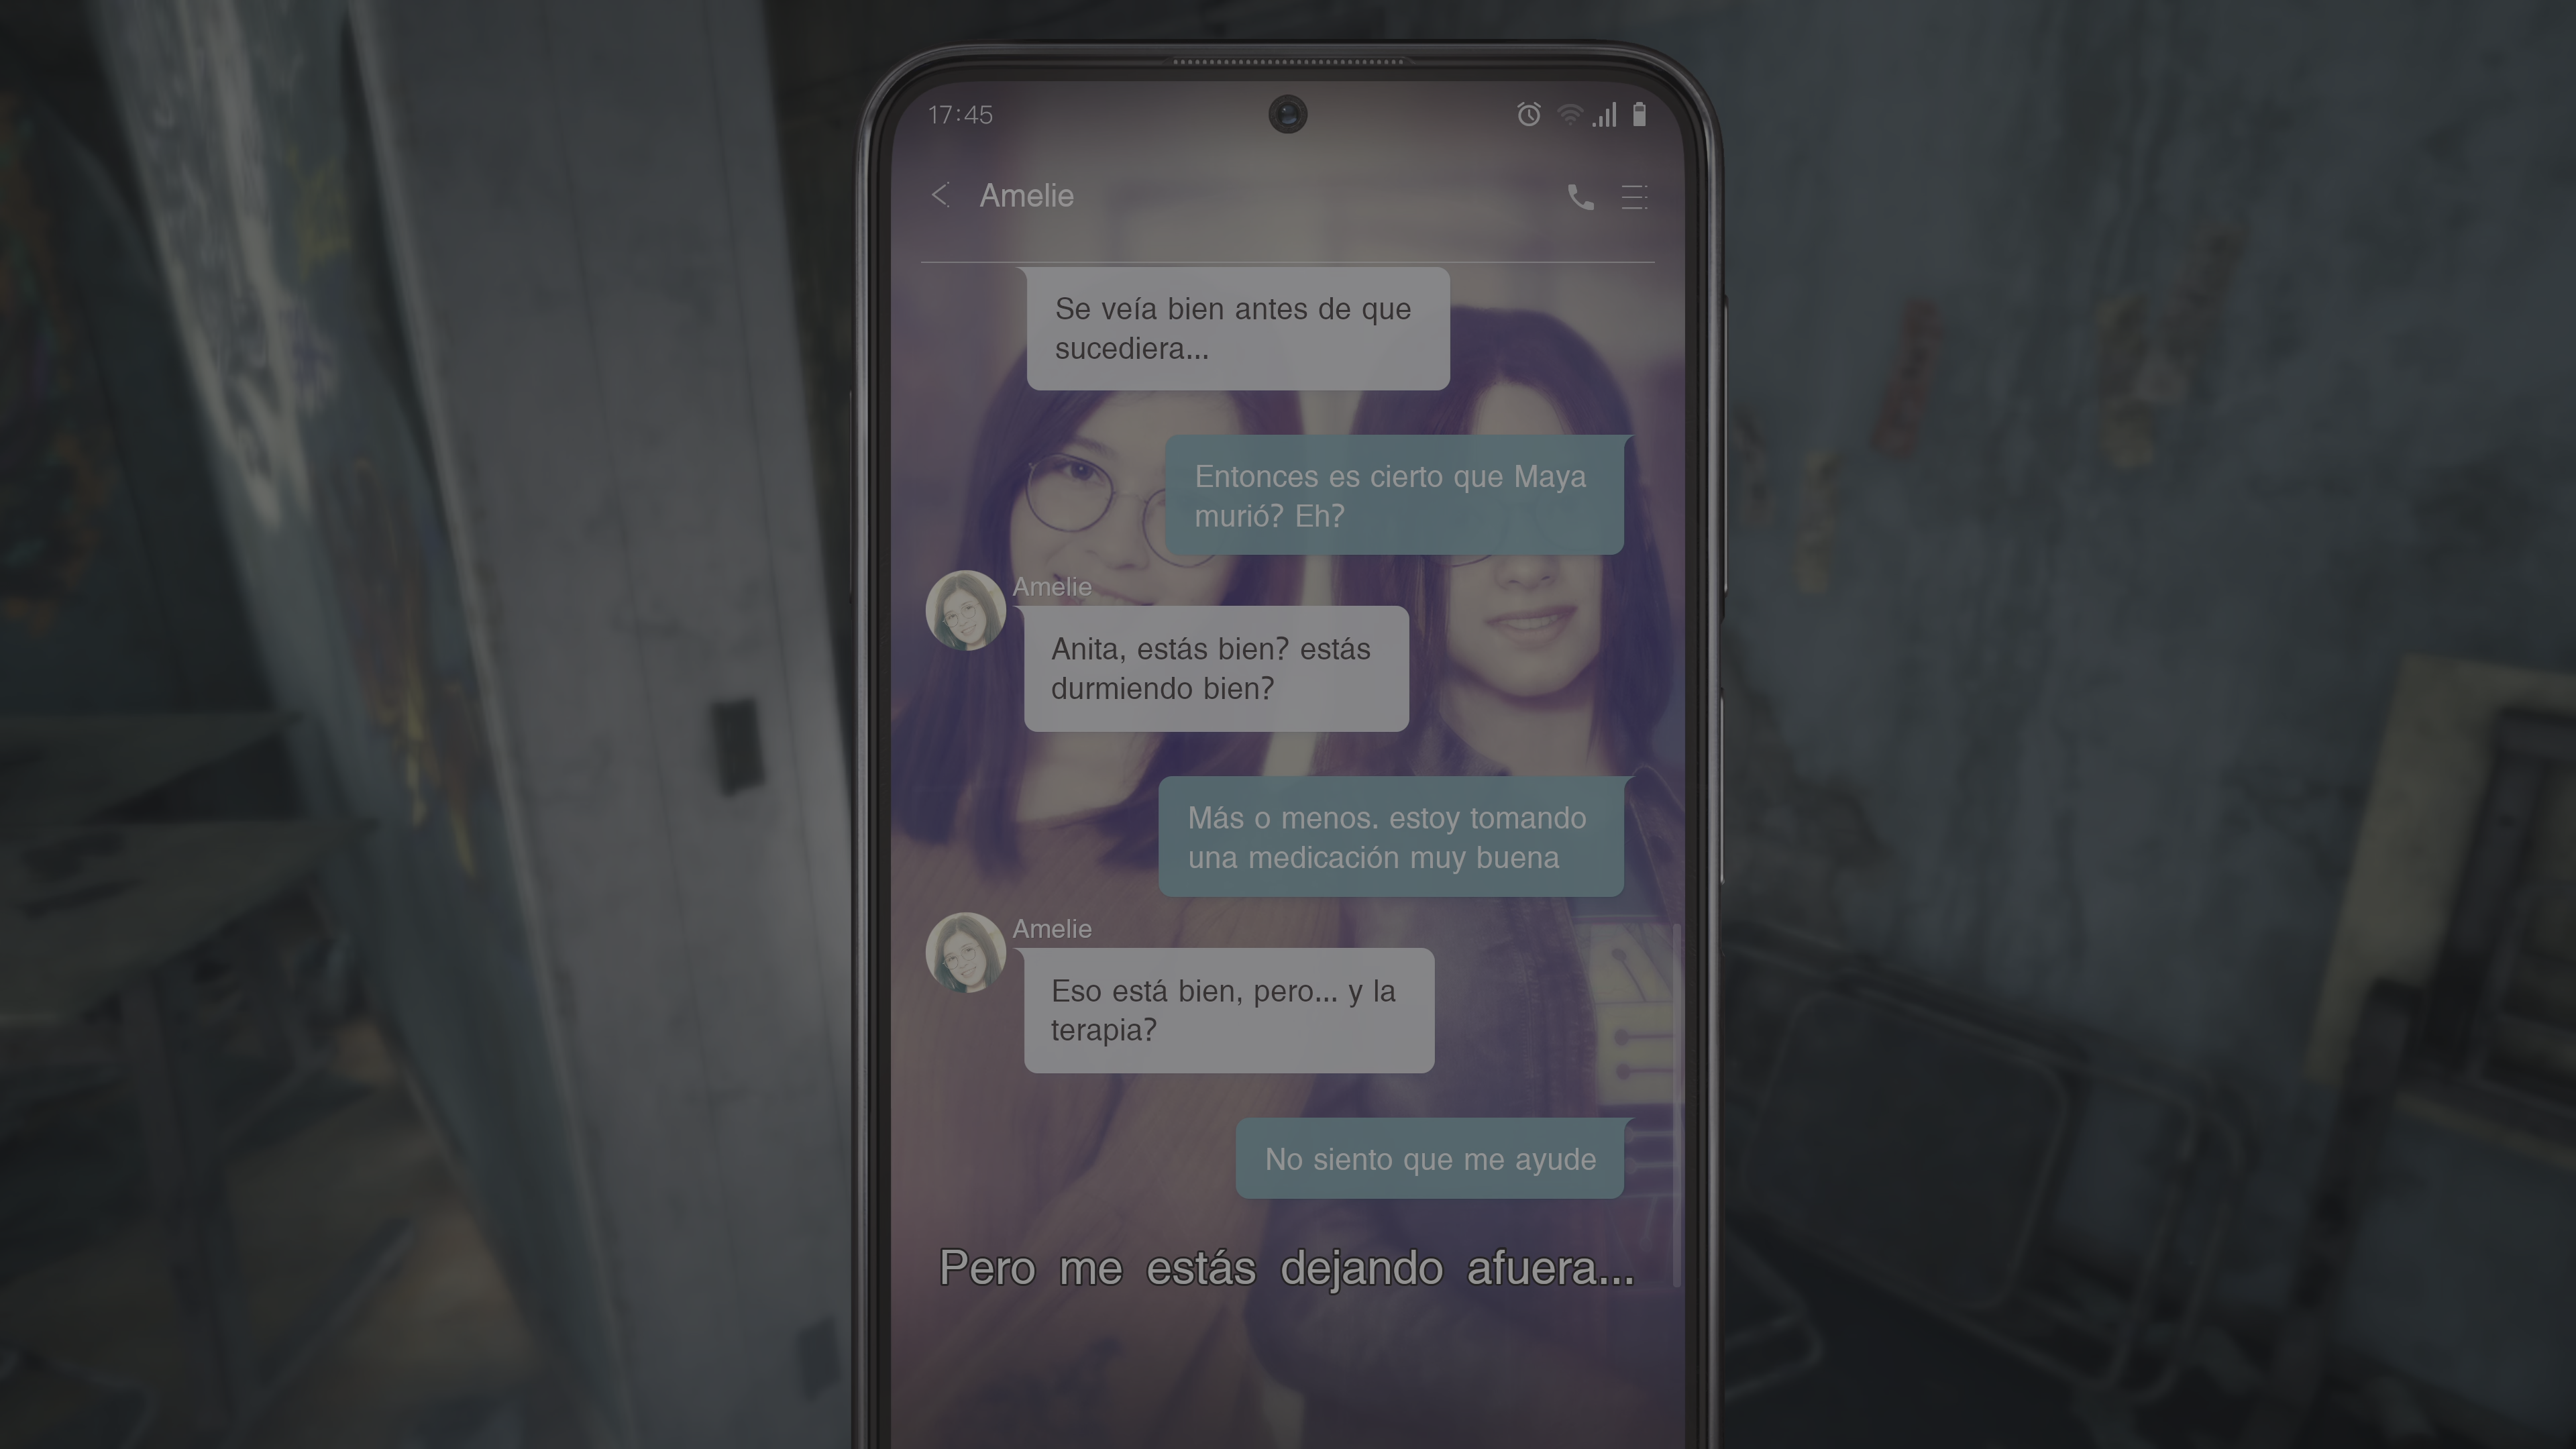 17:45
Amelie
Se veía bien antes de que
sucediera...
Entonces es cierto que Maya
murió? Eh?
Amelie
Anita, estás bien? estás
durmiendo bien?
Más o menos. estoy tomando
una medicación muy buena
Amelie
Eso está bien, pero... y la
terapia?
No siento que me ayude
Pero me estás dejando afuera...